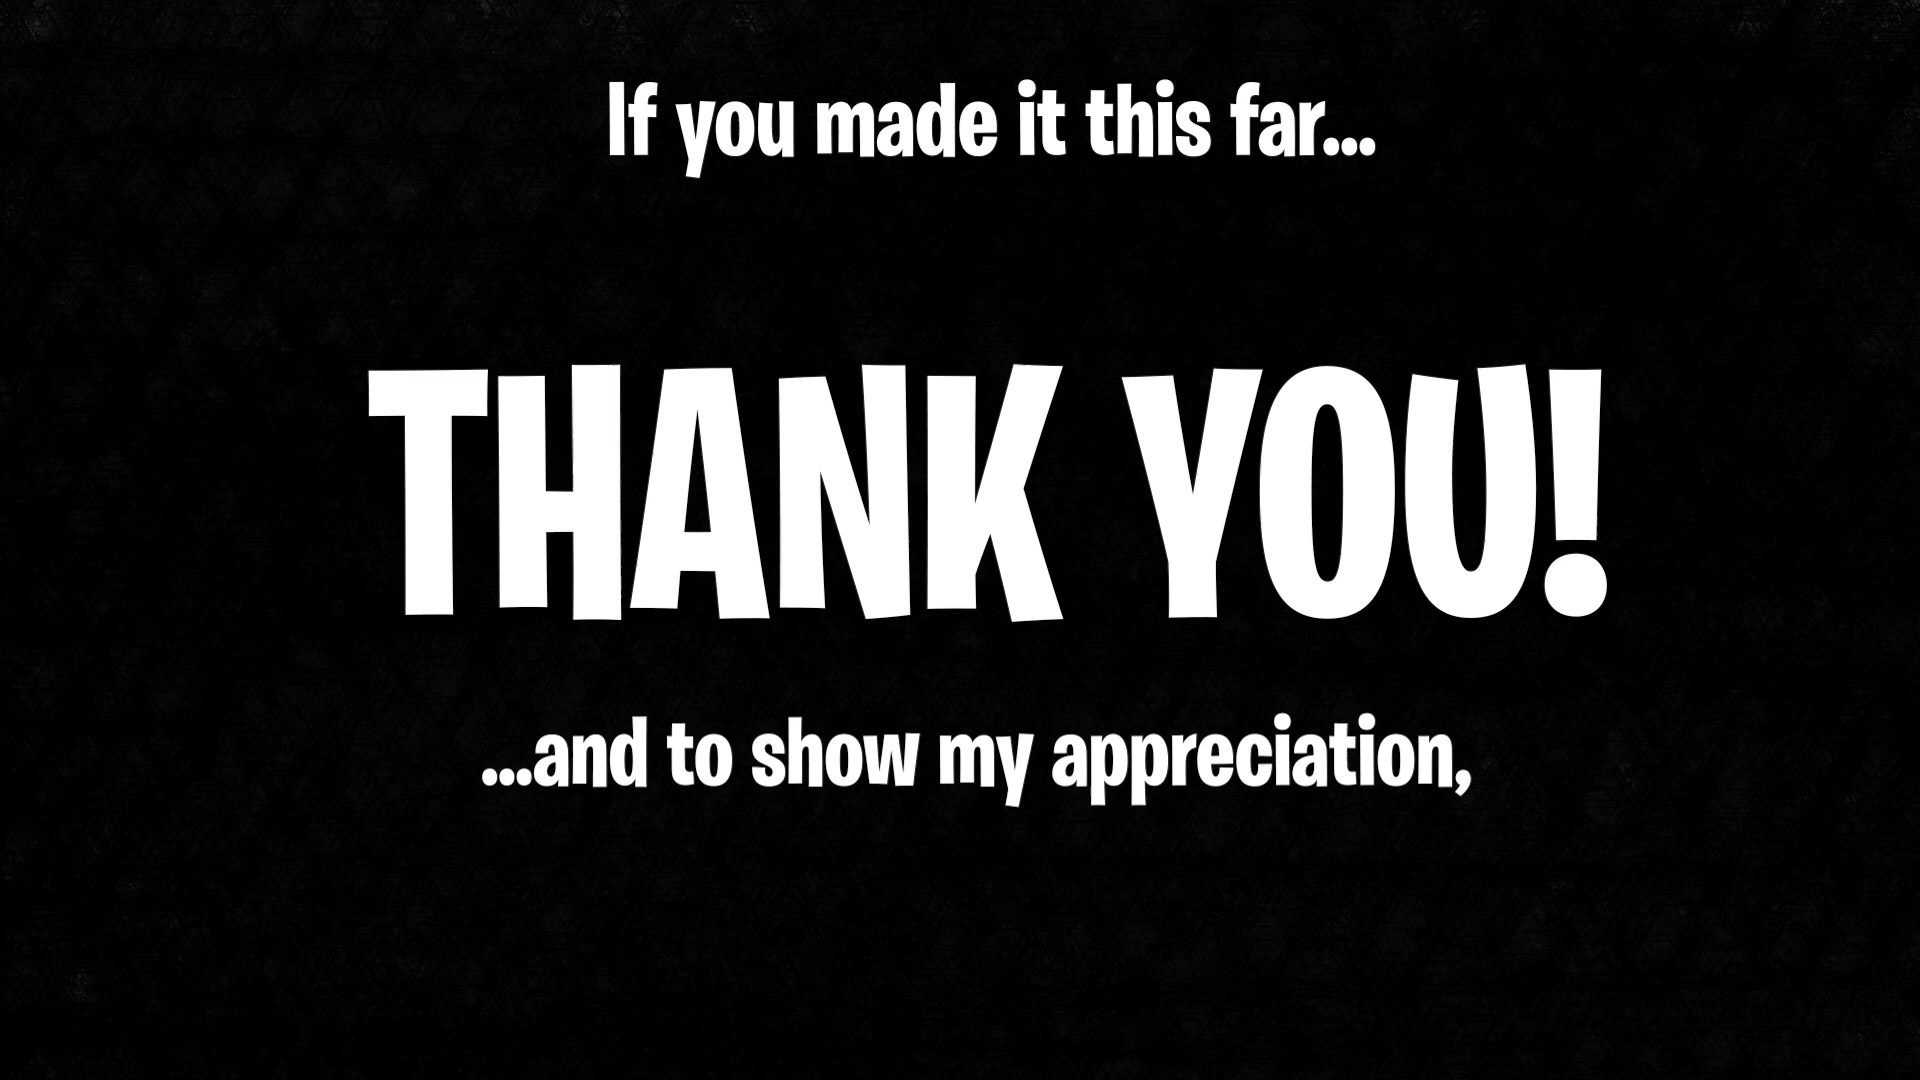 If you made it this far...
THANK YOU!
...and to show my appreciation,